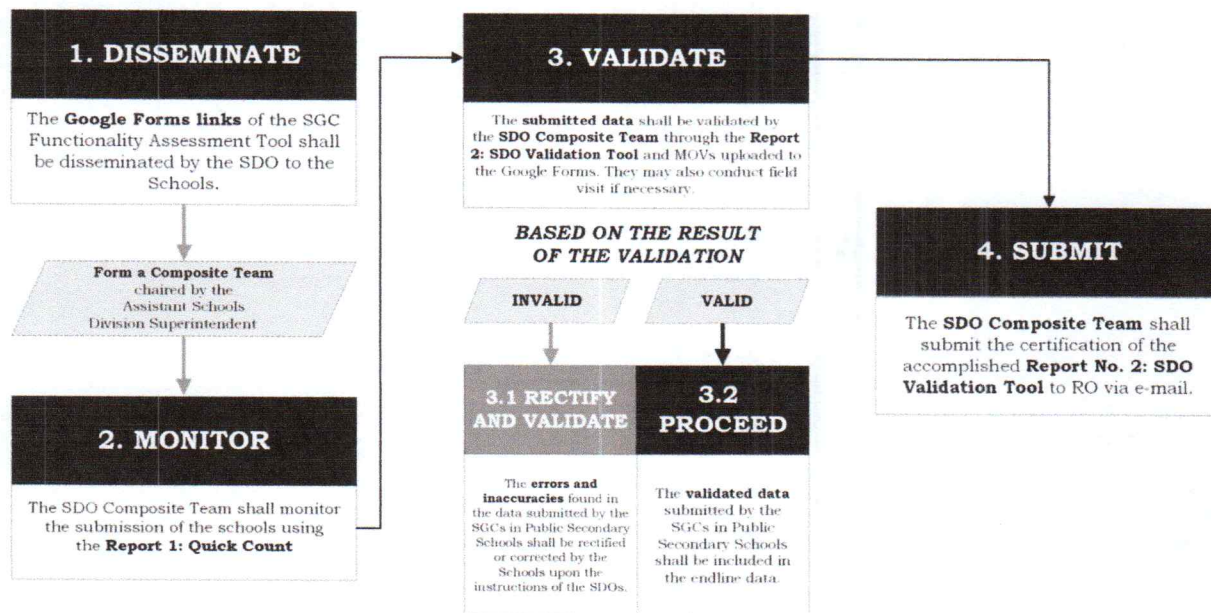 1. DISSEMINATE
The Google Forms links of the SGC
Functionality Assessment Tool shall
be disseminated by the SDO to the
Schools.
Form a Composite Team
chaired by the
Assistant Schools
Division Superintendent
2. MONITOR
The SDO Composite Team shall monitor
the submission of the schools using
the Report 1: Quick Count
3. VALIDATE
The submitted data shall be validated by
the SDO Composite Team through the Report
2: SDO Validation Tool and MOVs uploaded to
the Google Forms. They may also conduct field
visit if necessary.
BASED ON THE RESULT
OF THE VALIDATION
INVALID
VALID
3.1 RECTIFY
AND VALIDATE
The errors and
inaccuracies found in
the data submitted by the
SGCs in Public Secondary
Schools shall be rectified
or corrected by the
Schools upon the
instructions of the SDOs.
3.2
PROCEED
The validated data
submitted by the
SGCs in Public
Secondary Schools
shall be included in
the endline data.
4. SUBMIT
The SDO Composite Team shall
submit the certification of the
accomplished Report No. 2: SDO
Validation Tool to RO via e-mail.